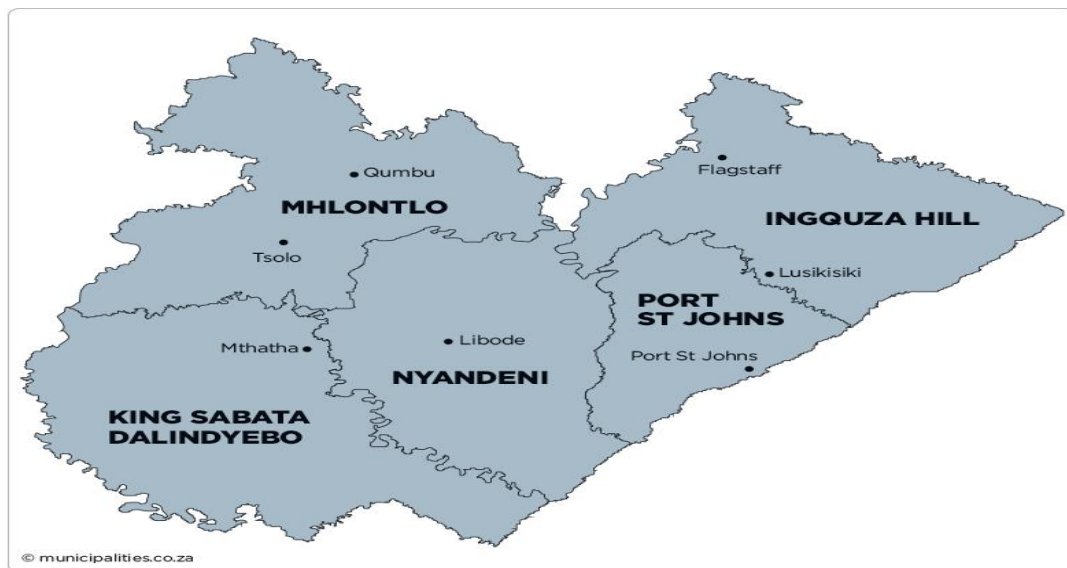 Qumbu
MHLONTLO
Tsolo
Flagstaff
INGQUZA HILL
Lusikisiki
PORT
ST JOHNS
Port St Johns
Mthatha
Libode
NYANDENI
KING SABATA
DALINDYEBO
© municipalities.co.za